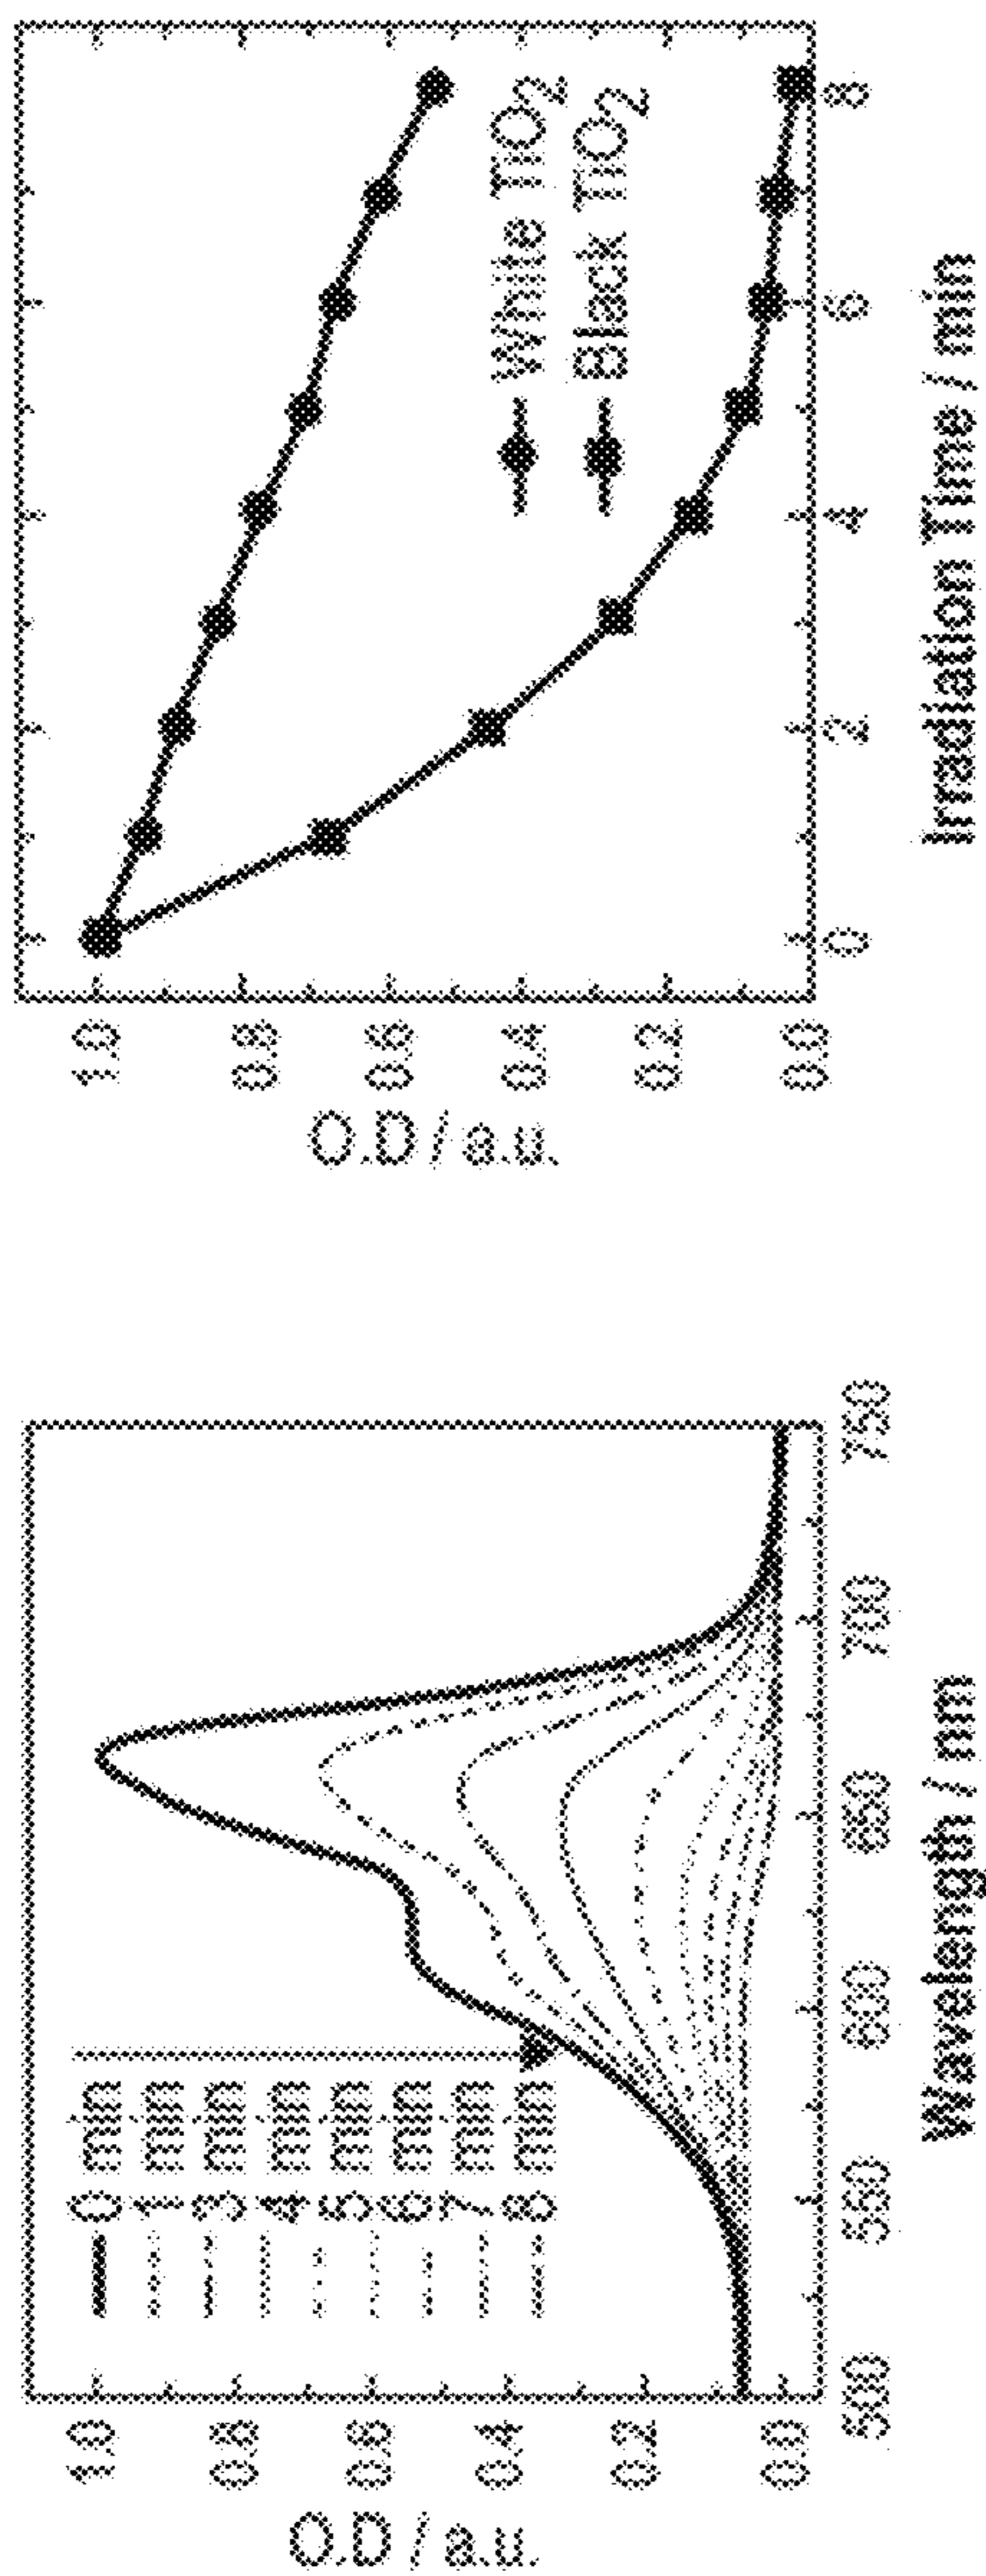 O.D / a.u.
1.0
0.8
0.6
0.4
0.2
0.0
0 min
1 min
3 min
4 min
5 min
6 min
7 min
8 min
500 550 600 650 700 750
Wavelength / nm
O.D / a.u.
1.0
0.8
0.6
0.4
0.2
0.0
White TiO2
Black TiO2
0 2 4 6 8
Irradiation Time / min